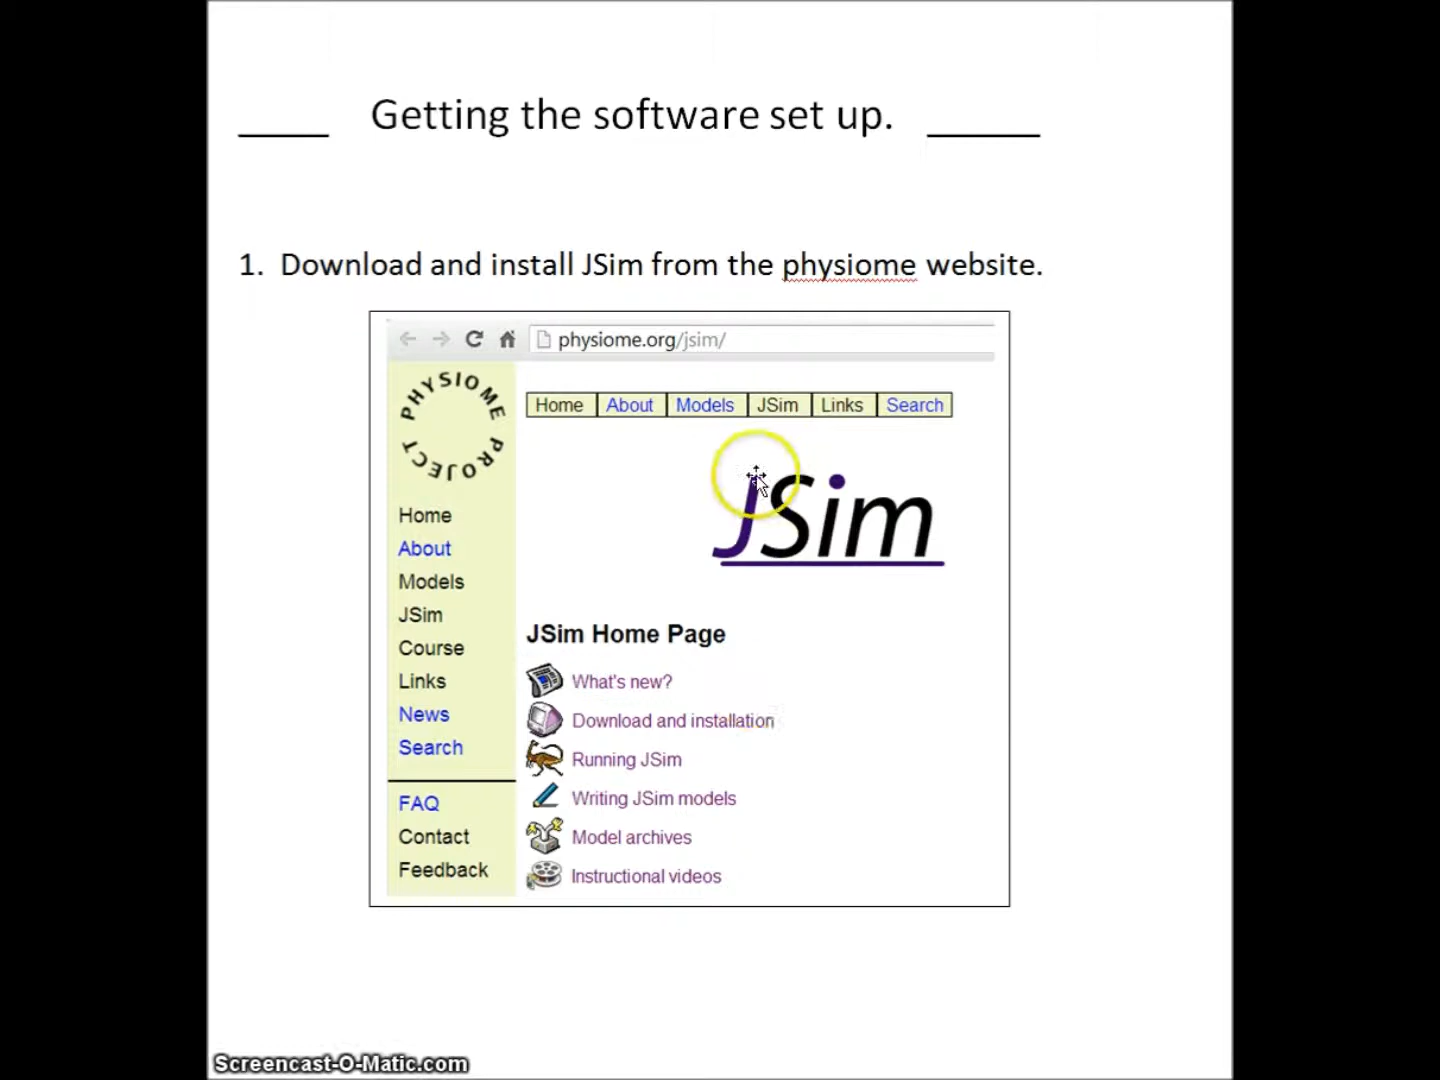 Getting the software set up.
1. Download and install JSim from the physiome website.
physiome.org/jsim/
PHYSIOME PROJECT
Home About Models JSim Links Search
JSim
Home
About
Models
JSim
Course
Links
News
Search
FAQ
Contact
Feedback
JSim Home Page
What's new?
Download and installation
Running JSim
Writing JSim models
Model archives
Instructional videos
Screencast-O-Matic.com